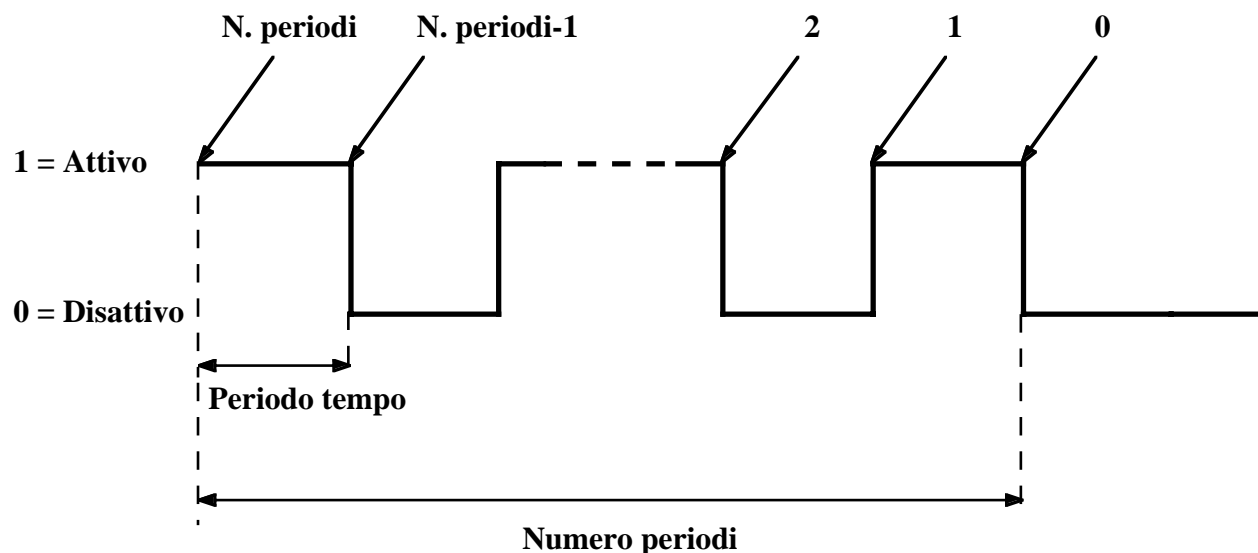 N. periodi
N. periodi-1
2
1
0
1 = Attivo
0 = Disattivo
Periodo tempo
Numero periodi